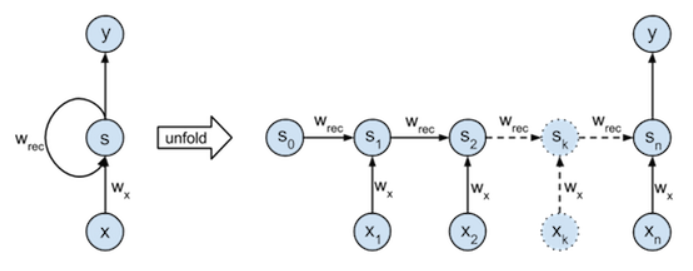 y y
w_rec s unfold s_0 w_rec s_1 w_rec s_2 w_rec s_k w_rec s_n
w_x w_x w_x w_x w_x
x x_1 x_2 x_k x_n